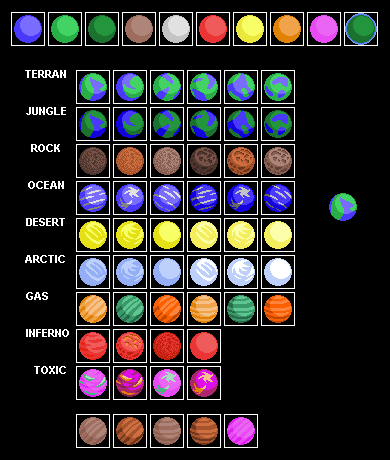 TERRAN
JUNGLE
ROCK
OCEAN
DESERT
ARCTIC
GAS
INFERNO
TOXIC